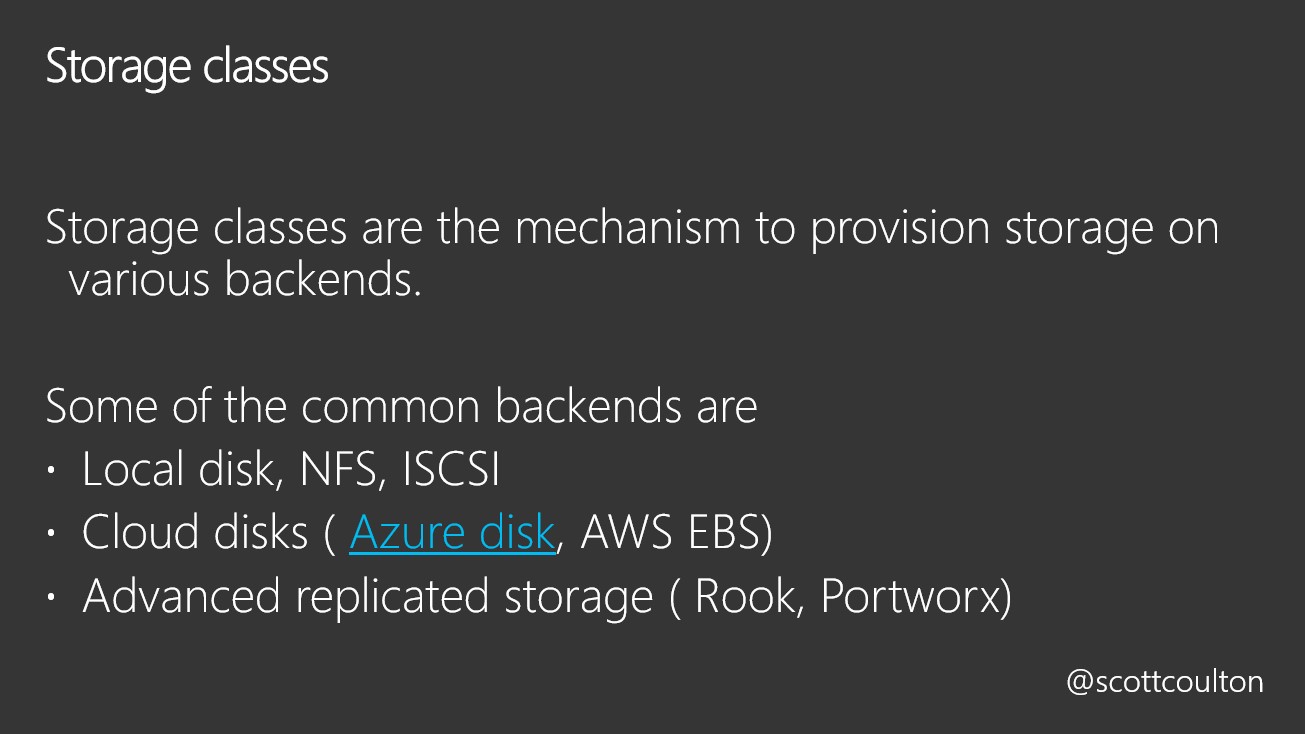 Storage classes
Storage classes are the mechanism to provision storage on
various backends.
Some of the common backends are
· Local disk, NFS, ISCSI
· Cloud disks ( Azure disk, AWS EBS)
· Advanced replicated storage ( Rook, Portworx)
@scottcoulton